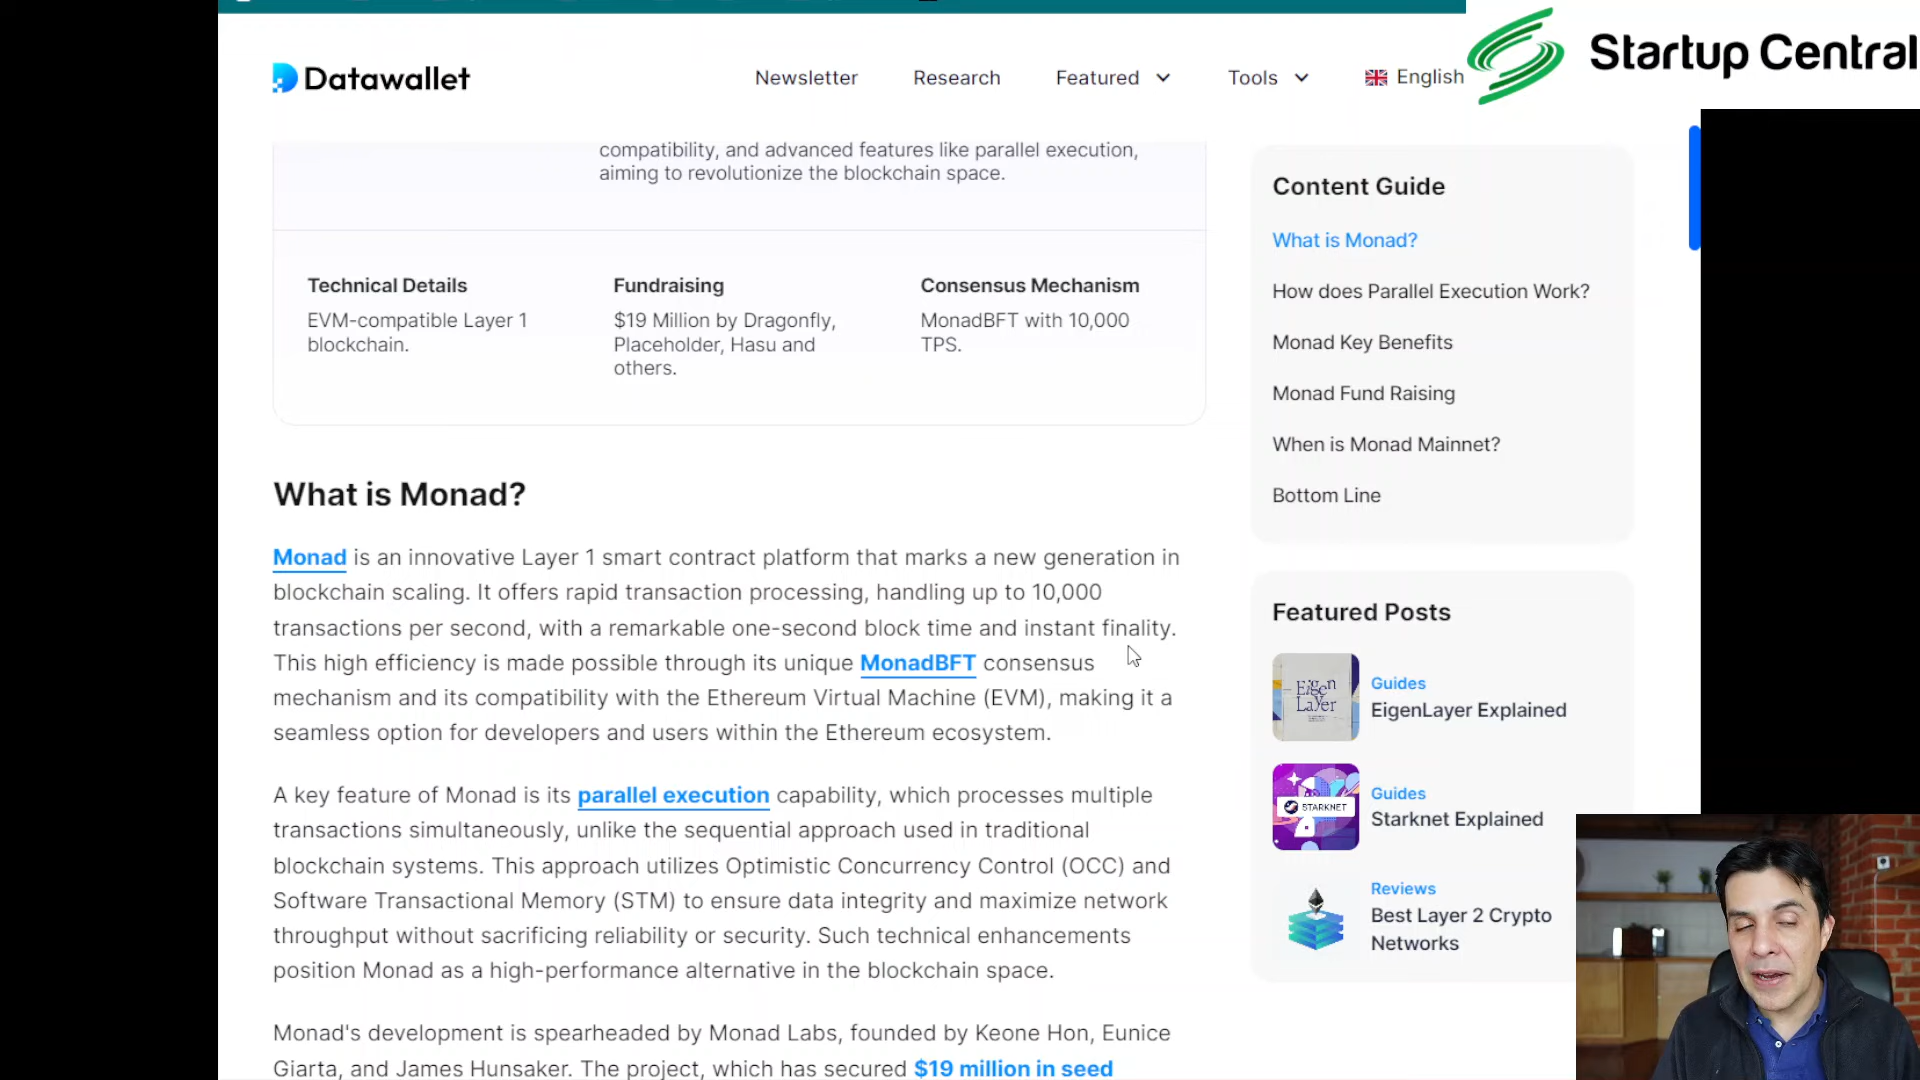 Datawallet
Newsletter
Research
Featured
Tools
English
Startup Central
compatibility, and advanced features like parallel execution,
aiming to revolutionize the blockchain space.
Technical Details
EVM-compatible Layer 1
blockchain.
Fundraising
$19 Million by Dragonfly,
Placeholder, Hasu and
others.
Consensus Mechanism
MonadBFT with 10,000
TPS.
What is Monad?
Monad is an innovative Layer 1 smart contract platform that marks a new generation in
blockchain scaling. It offers rapid transaction processing, handling up to 10,000
transactions per second, with a remarkable one-second block time and instant finality.
This high efficiency is made possible through its unique MonadBFT consensus
mechanism and its compatibility with the Ethereum Virtual Machine (EVM), making it a
seamless option for developers and users within the Ethereum ecosystem.
A key feature of Monad is its parallel execution capability, which processes multiple
transactions simultaneously, unlike the sequential approach used in traditional
blockchain systems. This approach utilizes Optimistic Concurrency Control (OCC) and
Software Transactional Memory (STM) to ensure data integrity and maximize network
throughput without sacrificing reliability or security. Such technical enhancements
position Monad as a high-performance alternative in the blockchain space.
Monad's development is spearheaded by Monad Labs, founded by Keone Hon, Eunice
Giarta, and James Hunsaker. The project, which has secured $19 million in seed
Content Guide
What is Monad?
How does Parallel Execution Work?
Monad Key Benefits
Monad Fund Raising
When is Monad Mainnet?
Bottom Line
Featured Posts
Eigen
Layer
Guides
EigenLayer Explained
STARKNET
Guides
Starknet Explained
Reviews
Best Layer 2 Crypto
Networks